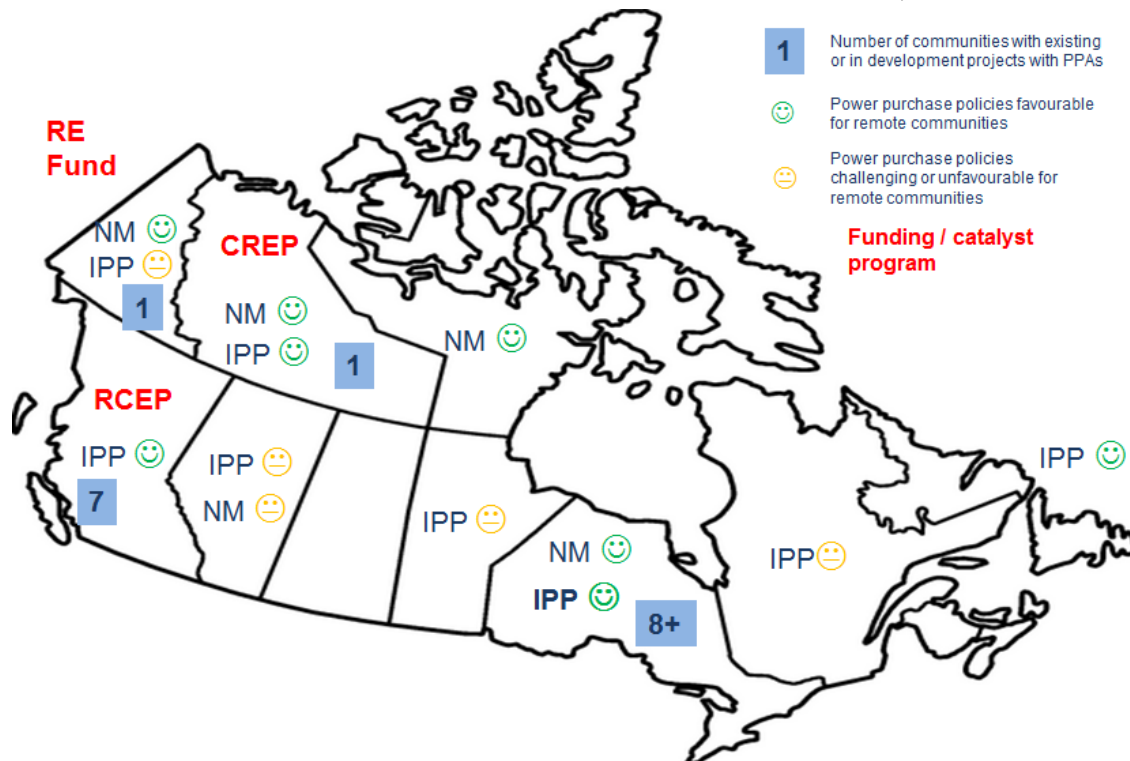 1
Number of communities with existing
or in development projects with PPAs
Power purchase policies favourable
for remote communities
Power purchase policies
challenging or unfavourable for
remote communities
Funding / catalyst
program
RE
Fund
NM
IPP
1
CREP
NM
IPP
1
NM
RCEP
IPP
7
IPP
NM
IPP
NM
IPP
8+
IPP
IPP